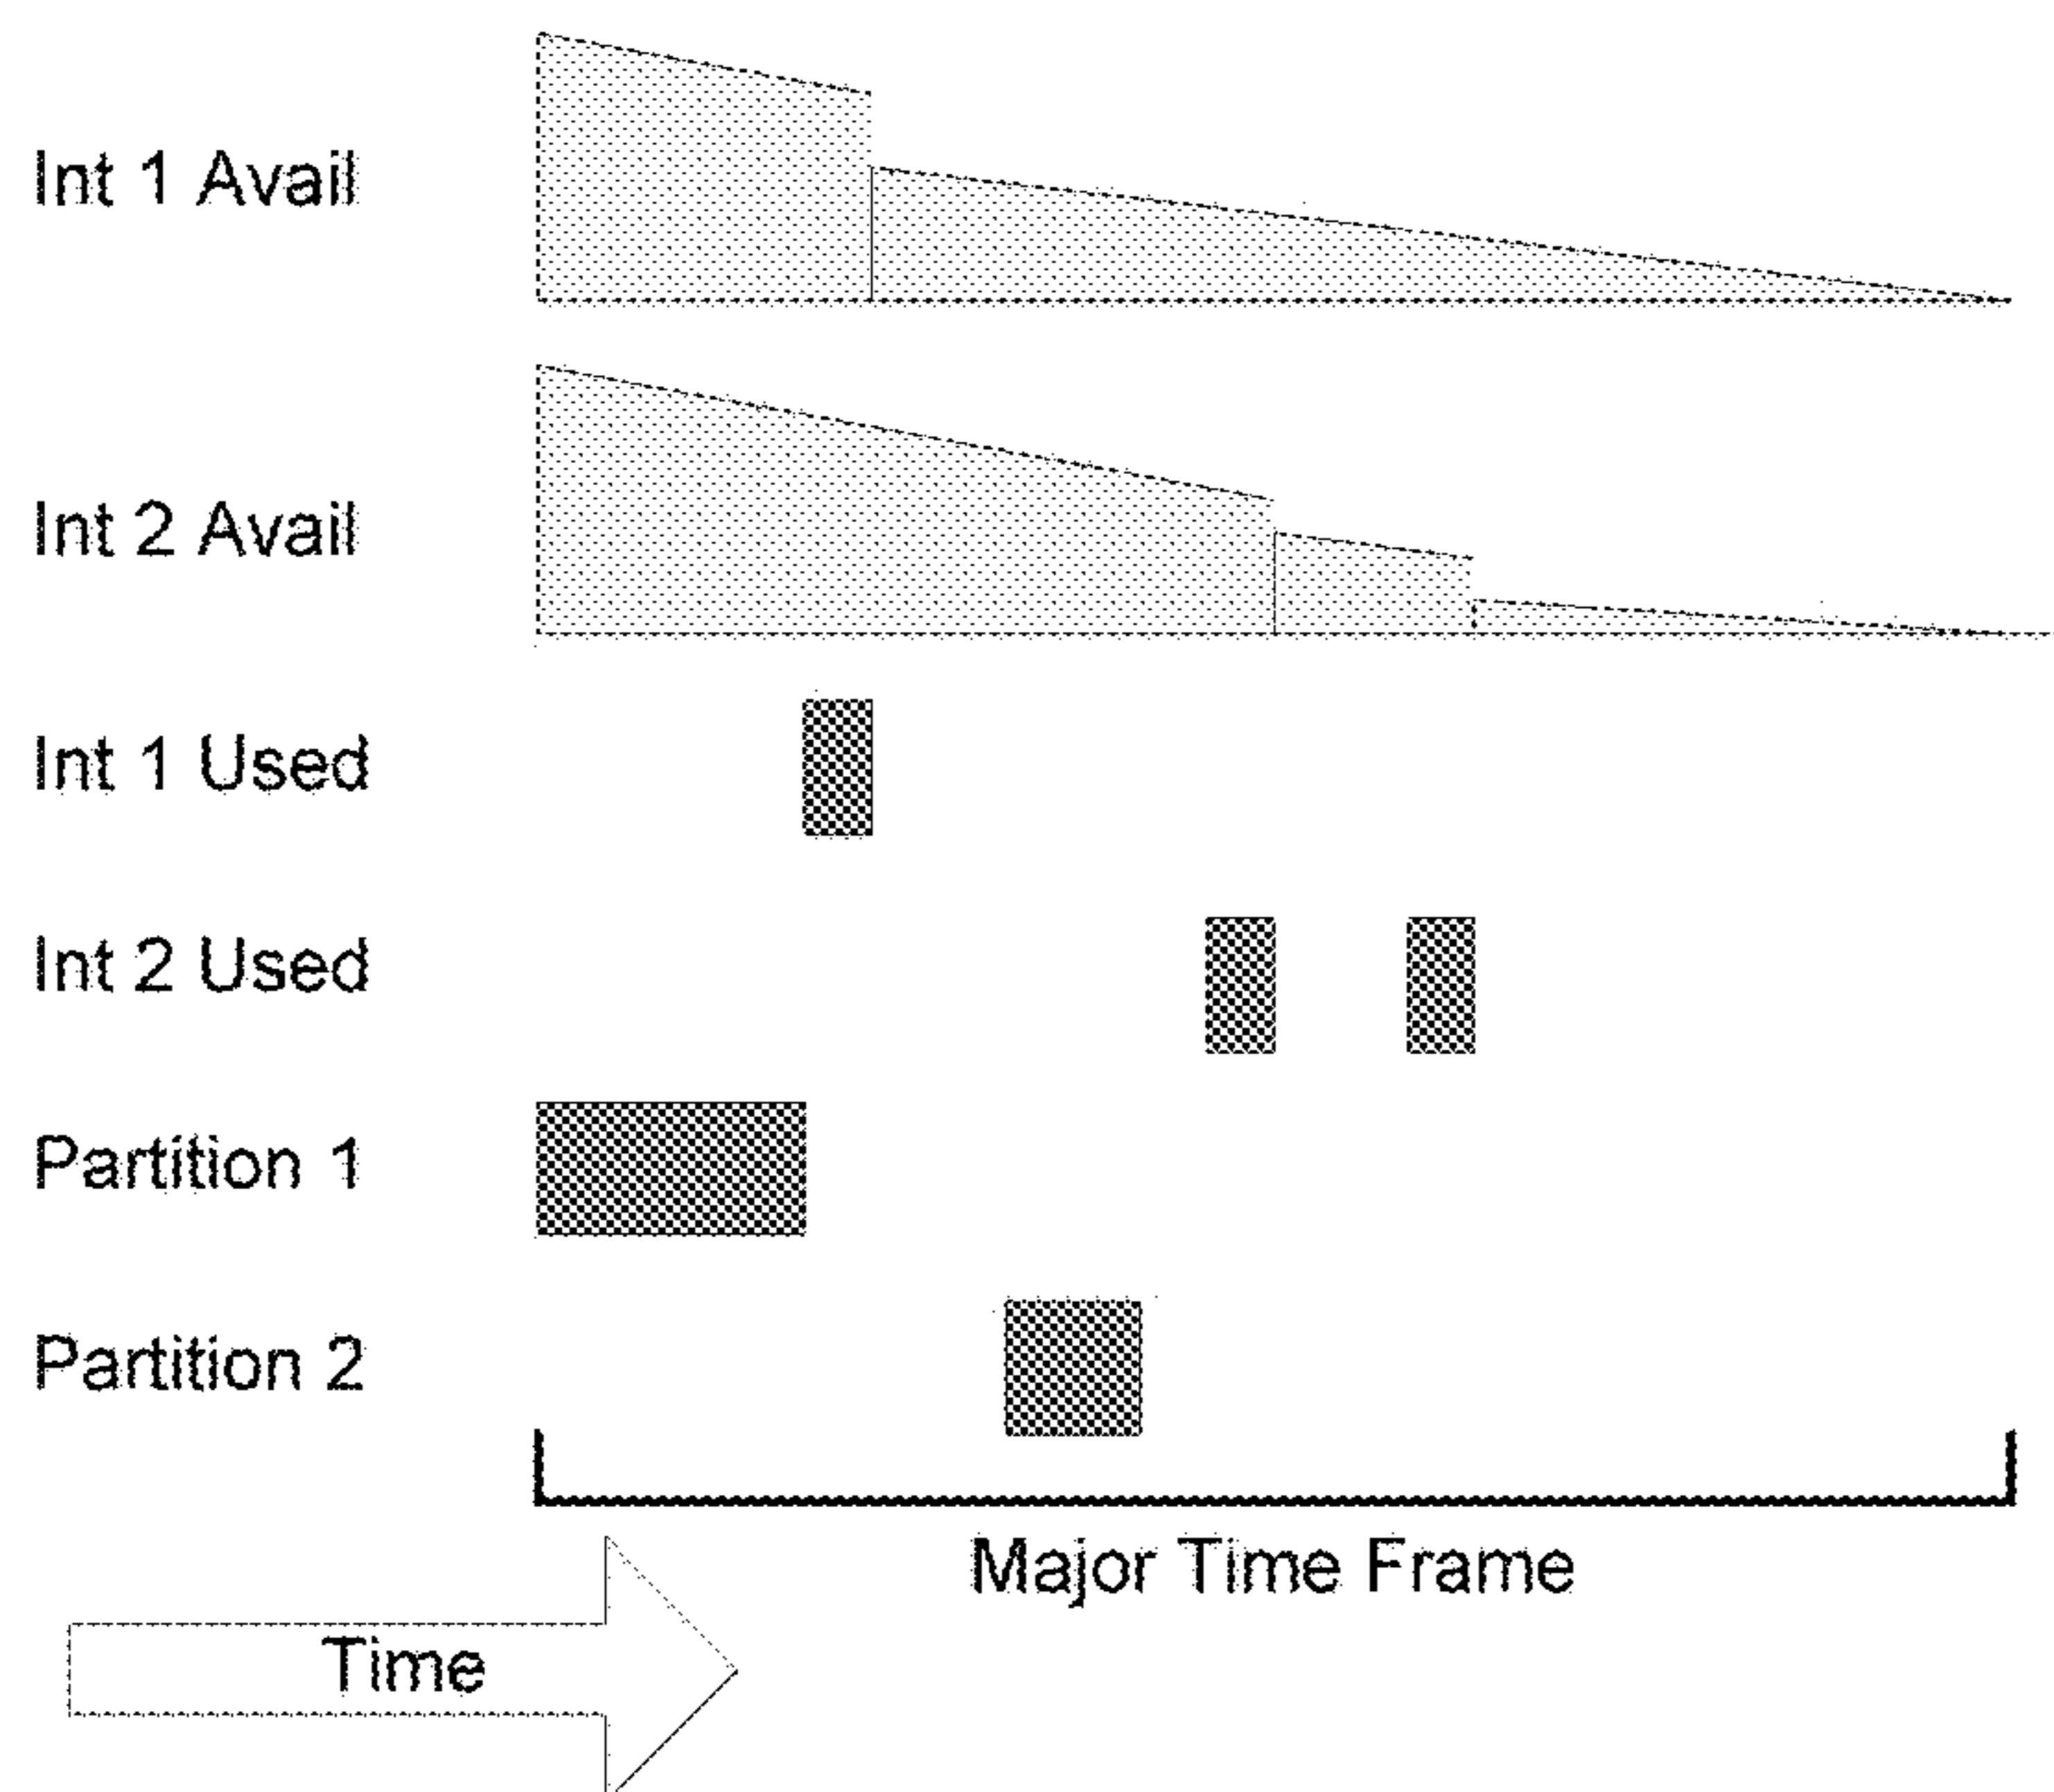 Int 1 Avail
Int 2 Avail
Int 1 Used
Int 2 Used
Partition 1
Partition 2
Major Time Frame
Time